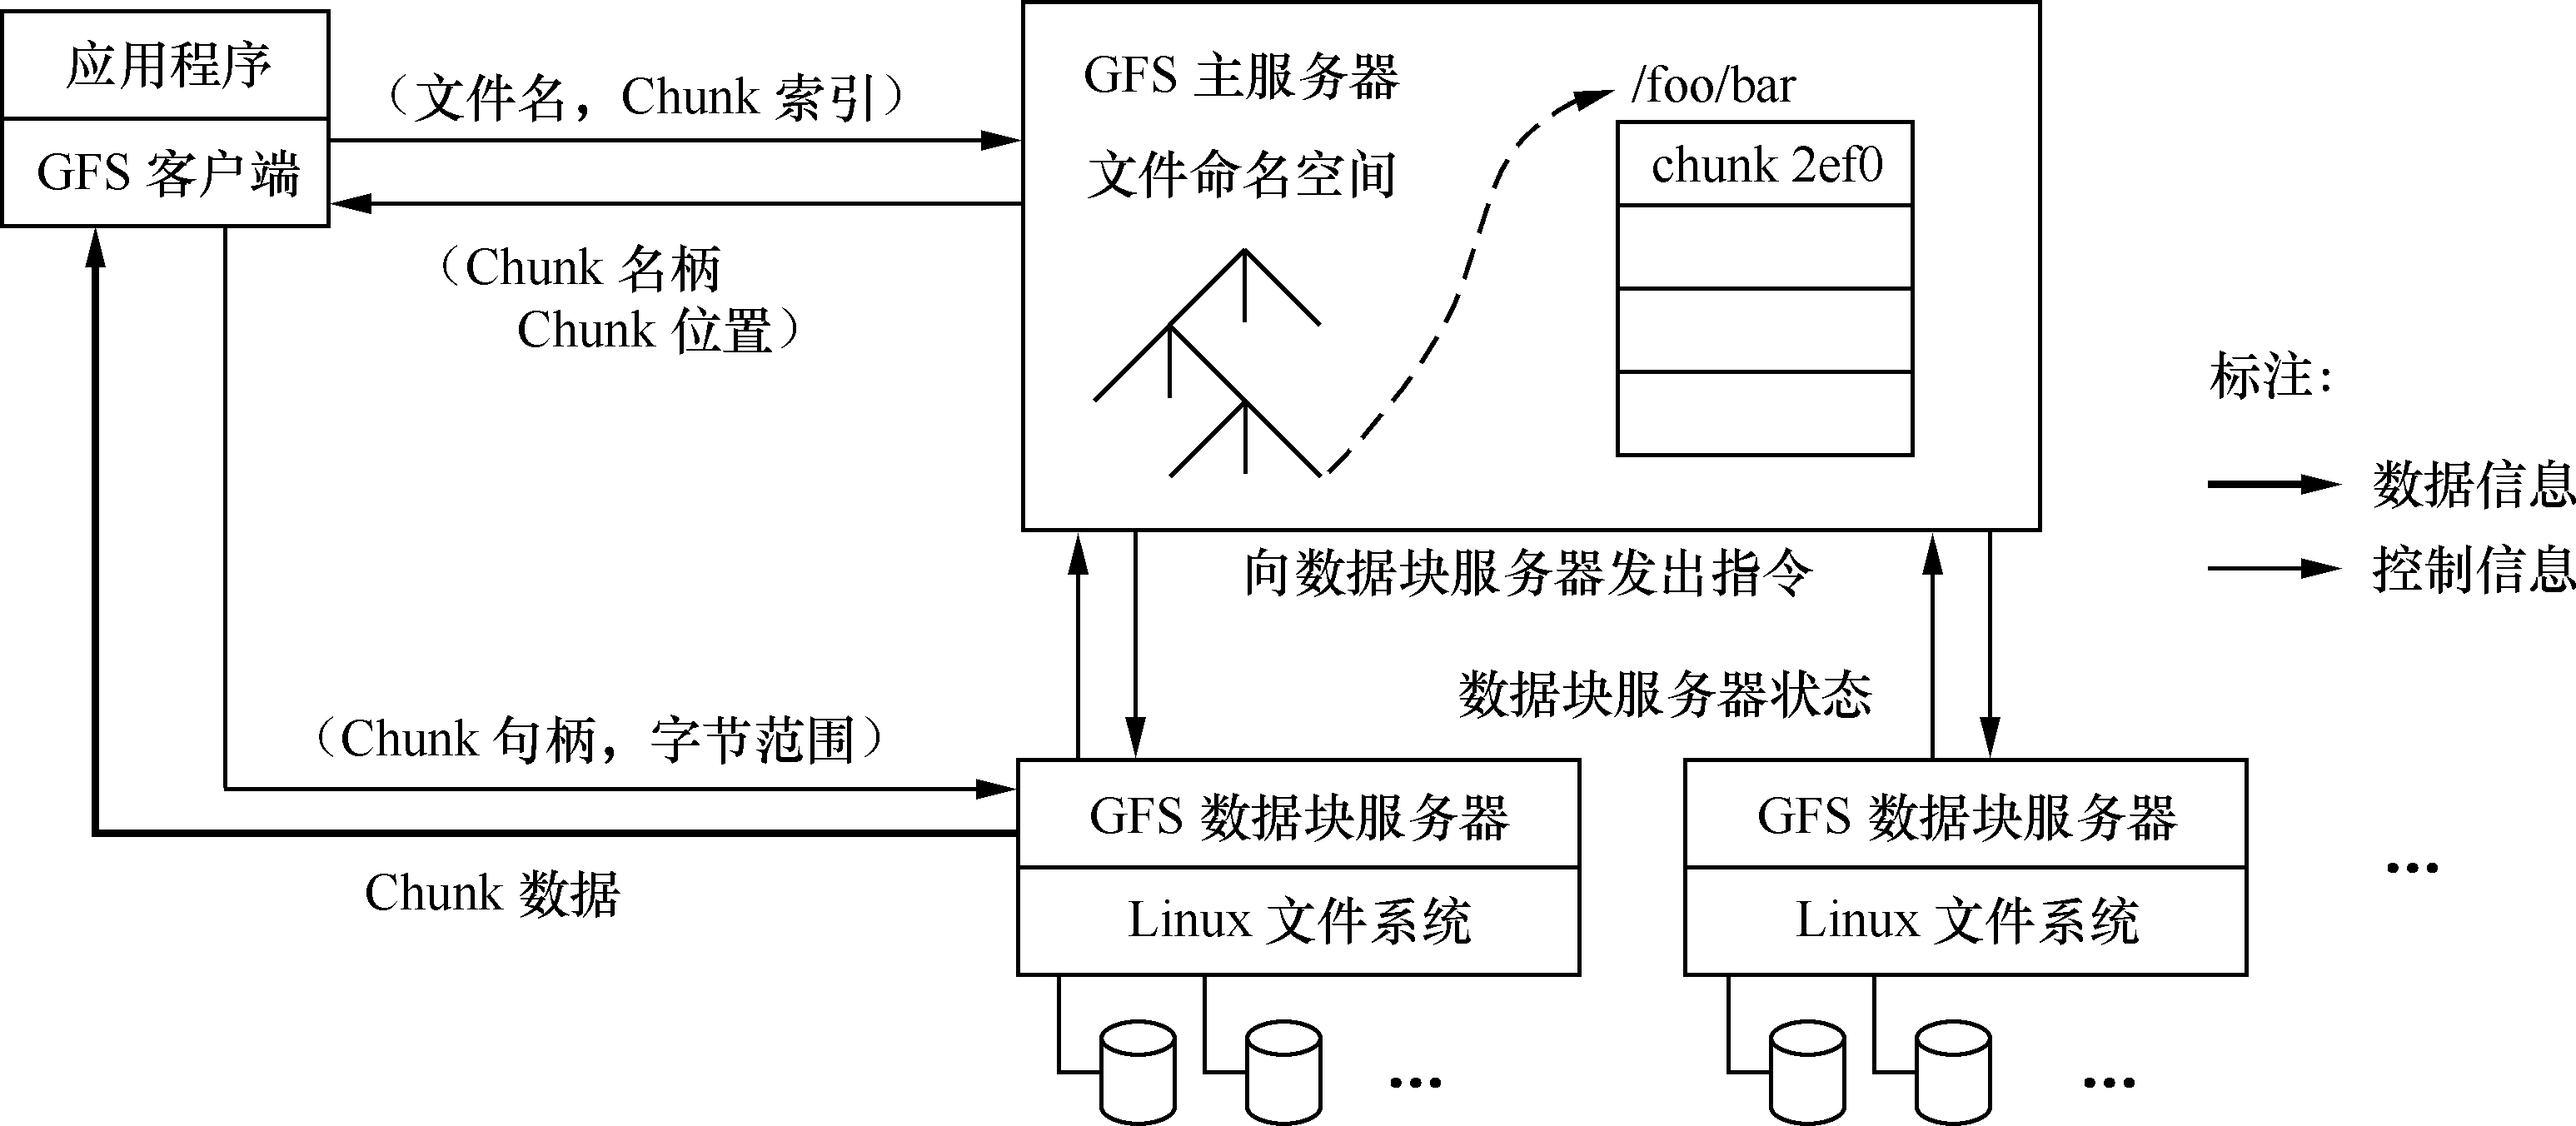 应用程序
GFS 客户端
（文件名，Chunk 索引）
（Chunk 名柄
Chunk 位置）
GFS 主服务器
文件命名空间
/foo/bar
chunk 2ef0
标注：
数据信息
控制信息
向数据块服务器发出指令
数据块服务器状态
（Chunk 句柄，字节范围）
Chunk 数据
GFS 数据块服务器
Linux 文件系统
...
GFS 数据块服务器
Linux 文件系统
...
...